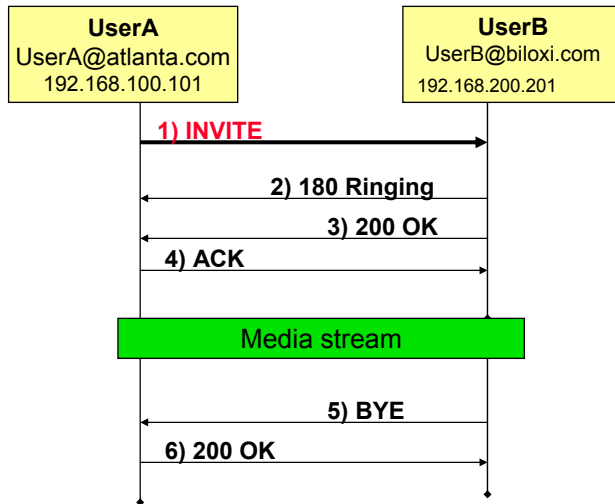 UserA
UserA@atlanta.com
192.168.100.101
UserB
UserB@biloxi.com
192.168.200.201
1) INVITE
2) 180 Ringing
3) 200 OK
4) ACK
Media stream
5) BYE
6) 200 OK